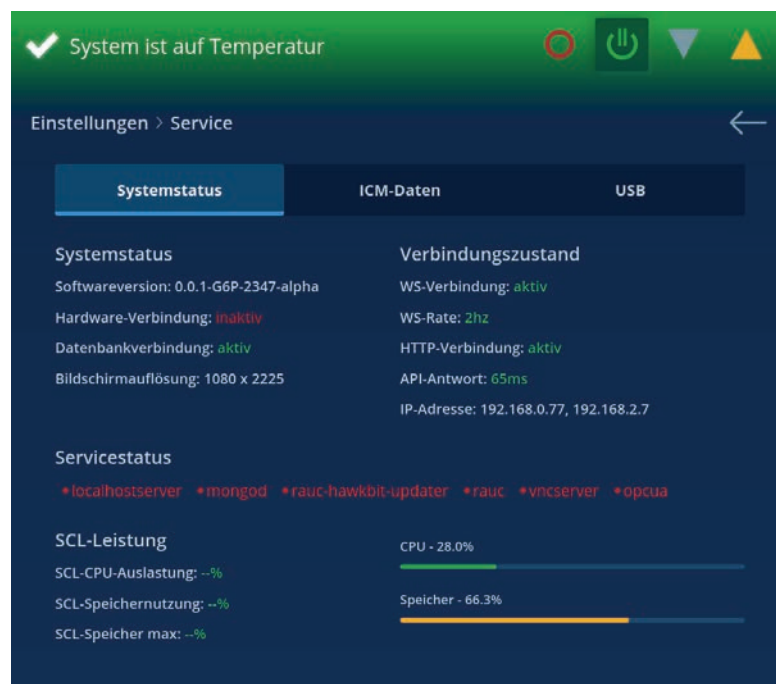 System ist auf Temperatur
Einstellungen > Service
Systemstatus
ICM-Daten
USB
Systemstatus
Softwareversion: 0.0.1-G6P-2347-alpha
Hardware-Verbindung: inaktiv
Datenbankverbindung: aktiv
Bildschirmauflösung: 1080 x 2225
Verbindungszustand
WS-Verbindung: aktiv
WS-Rate: 2hz
HTTP-Verbindung: aktiv
API-Antwort: 65ms
IP-Adresse: 192.168.0.77, 192.168.2.7
Servicestatus
•localhostserver •mongod •rauc-hawkbit-updater •rauc •vncserver •opcua
SCL-Leistung
SCL-CPU-Auslastung: --%
SCL-Speichernutzung: --%
SCL-Speicher max: --%
CPU - 28.0%
Speicher - 66.3%